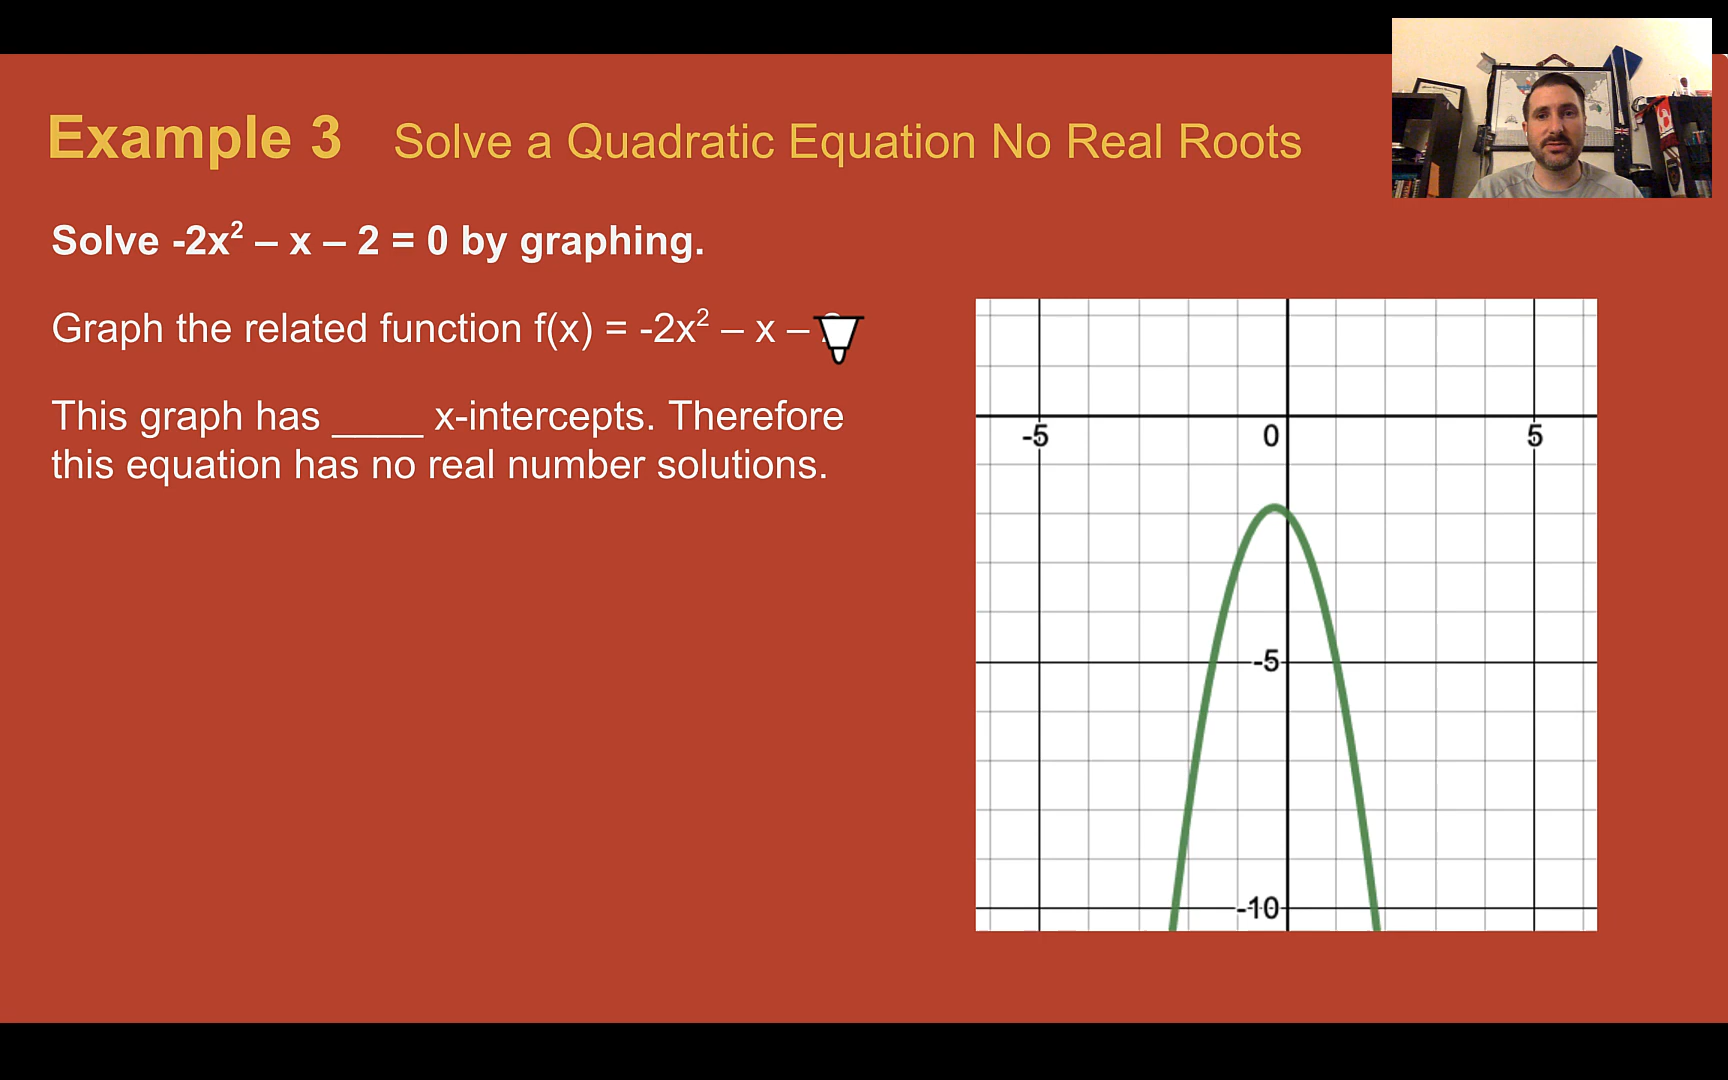 Example 3 Solve a Quadratic Equation No Real Roots
Solve -2x² – x – 2 = 0 by graphing.
Graph the related function f(x) = -2x² – x –
This graph has ____ x-intercepts. Therefore
this equation has no real number solutions.
-5 0 5
-5
-10